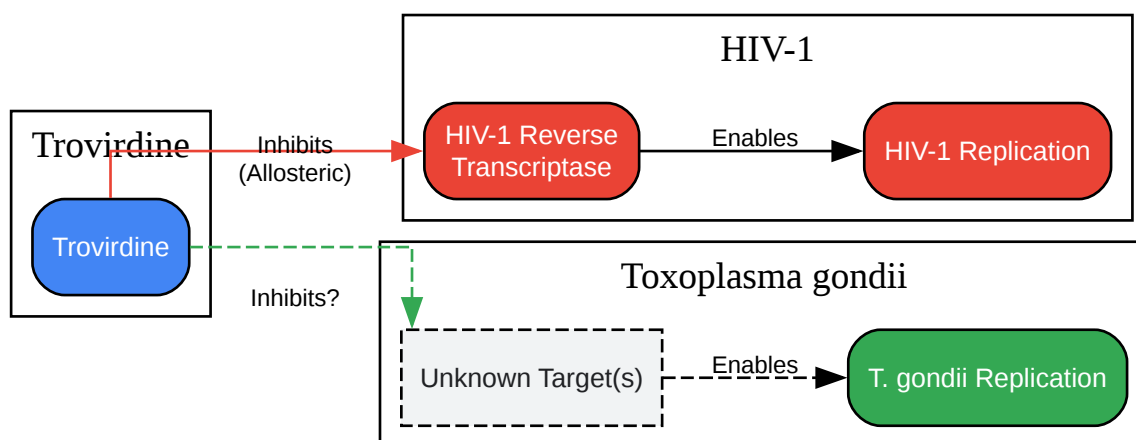 HIV-1
Trovirdine
Inhibits
(Allosteric)
HIV-1 Reverse
Transcriptase
Enables
HIV-1 Replication
Trovirdine
Inhibits?
Toxoplasma gondii
Unknown Target(s)
Enables
T. gondii Replication